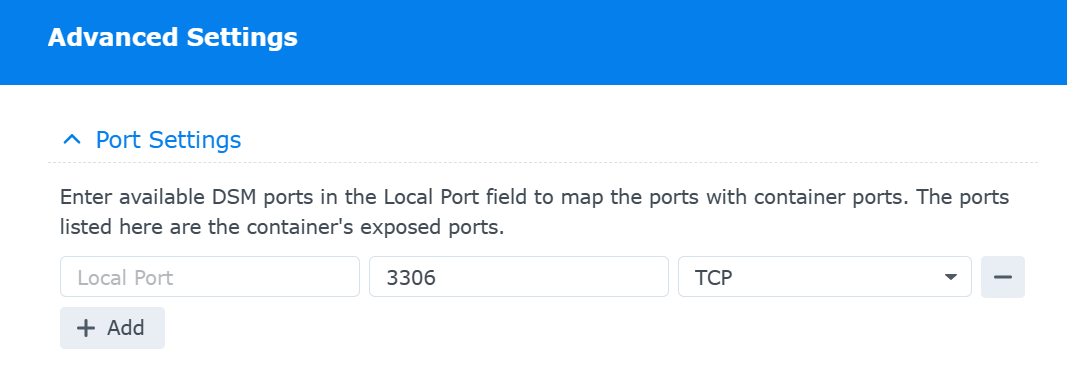 Advanced Settings
Port Settings
Enter available DSM ports in the Local Port field to map the ports with container ports. The ports
listed here are the container's exposed ports.
Local Port 3306 TCP
Add